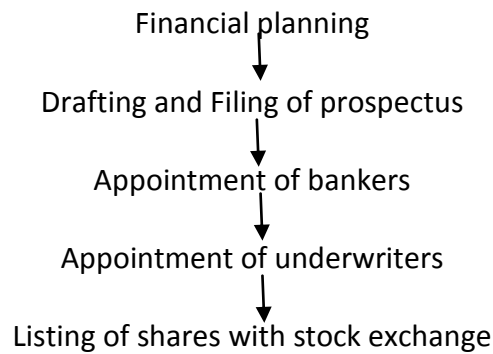 Financial planning
Drafting and Filing of prospectus
Appointment of bankers
Appointment of underwriters
Listing of shares with stock exchange